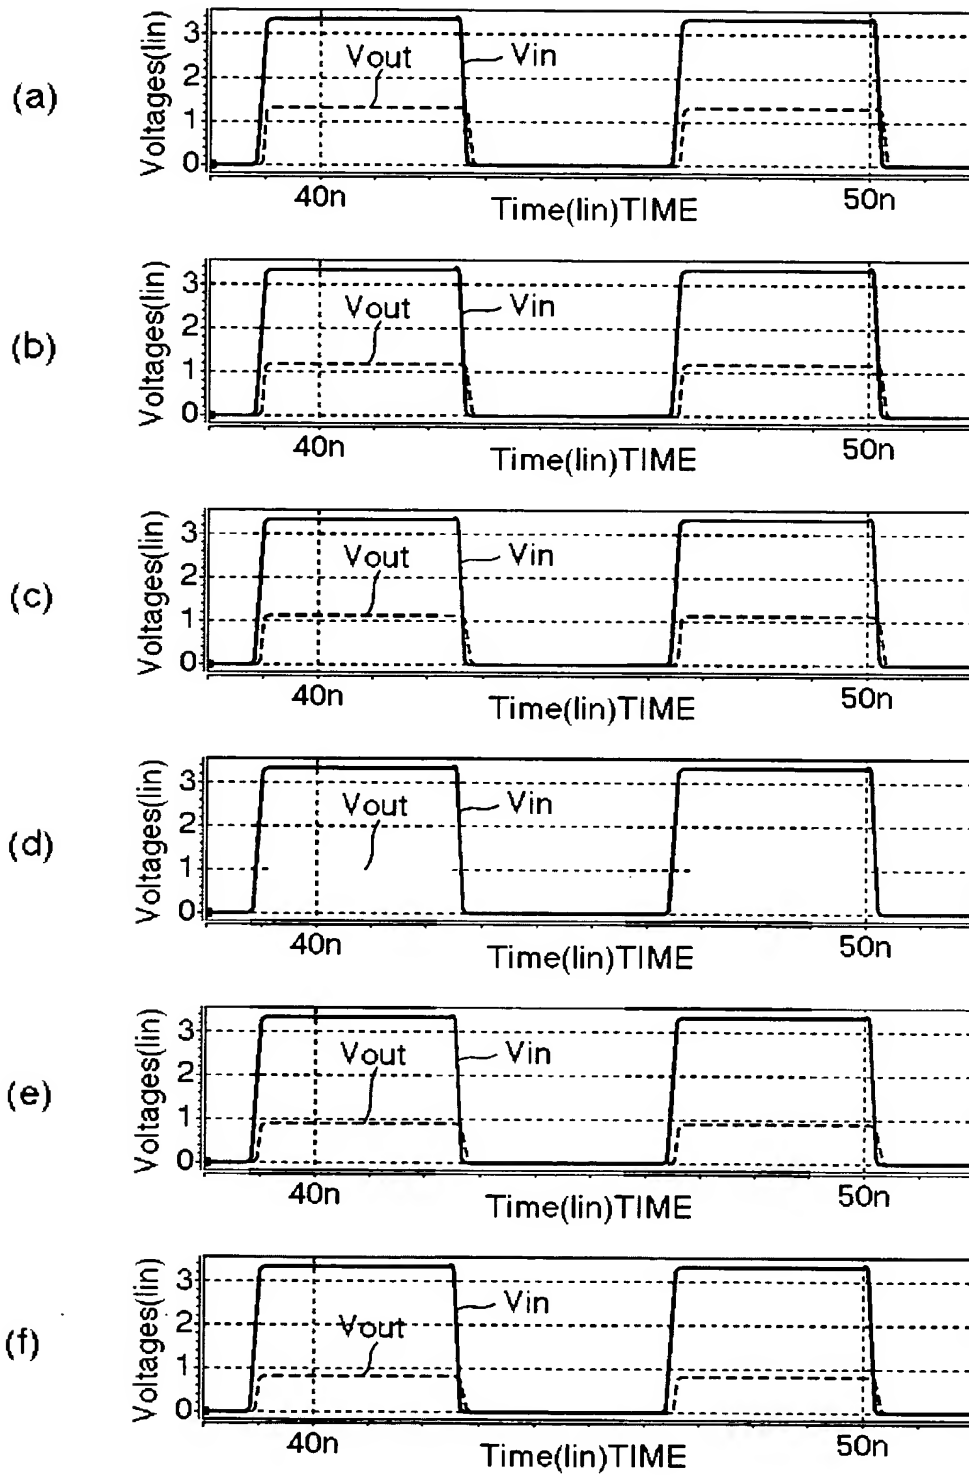 (a)
Voltages(lin)
3
2
1
0
Vout
Vin
40n
50n
Time(lin)TIME
(b)
Voltages(lin)
3
2
1
0
Vout
Vin
40n
50n
Time(lin)TIME
(c)
Voltages(lin)
3
2
1
0
Vout
Vin
40n
50n
Time(lin)TIME
(d)
Voltages(lin)
3
2
1
0
Vout
Vin
40n
50n
Time(lin)TIME
(e)
Voltages(lin)
3
2
1
0
Vout
Vin
40n
50n
Time(lin)TIME
(f)
Voltages(lin)
3
2
1
0
Vout
Vin
40n
50n
Time(lin)TIME